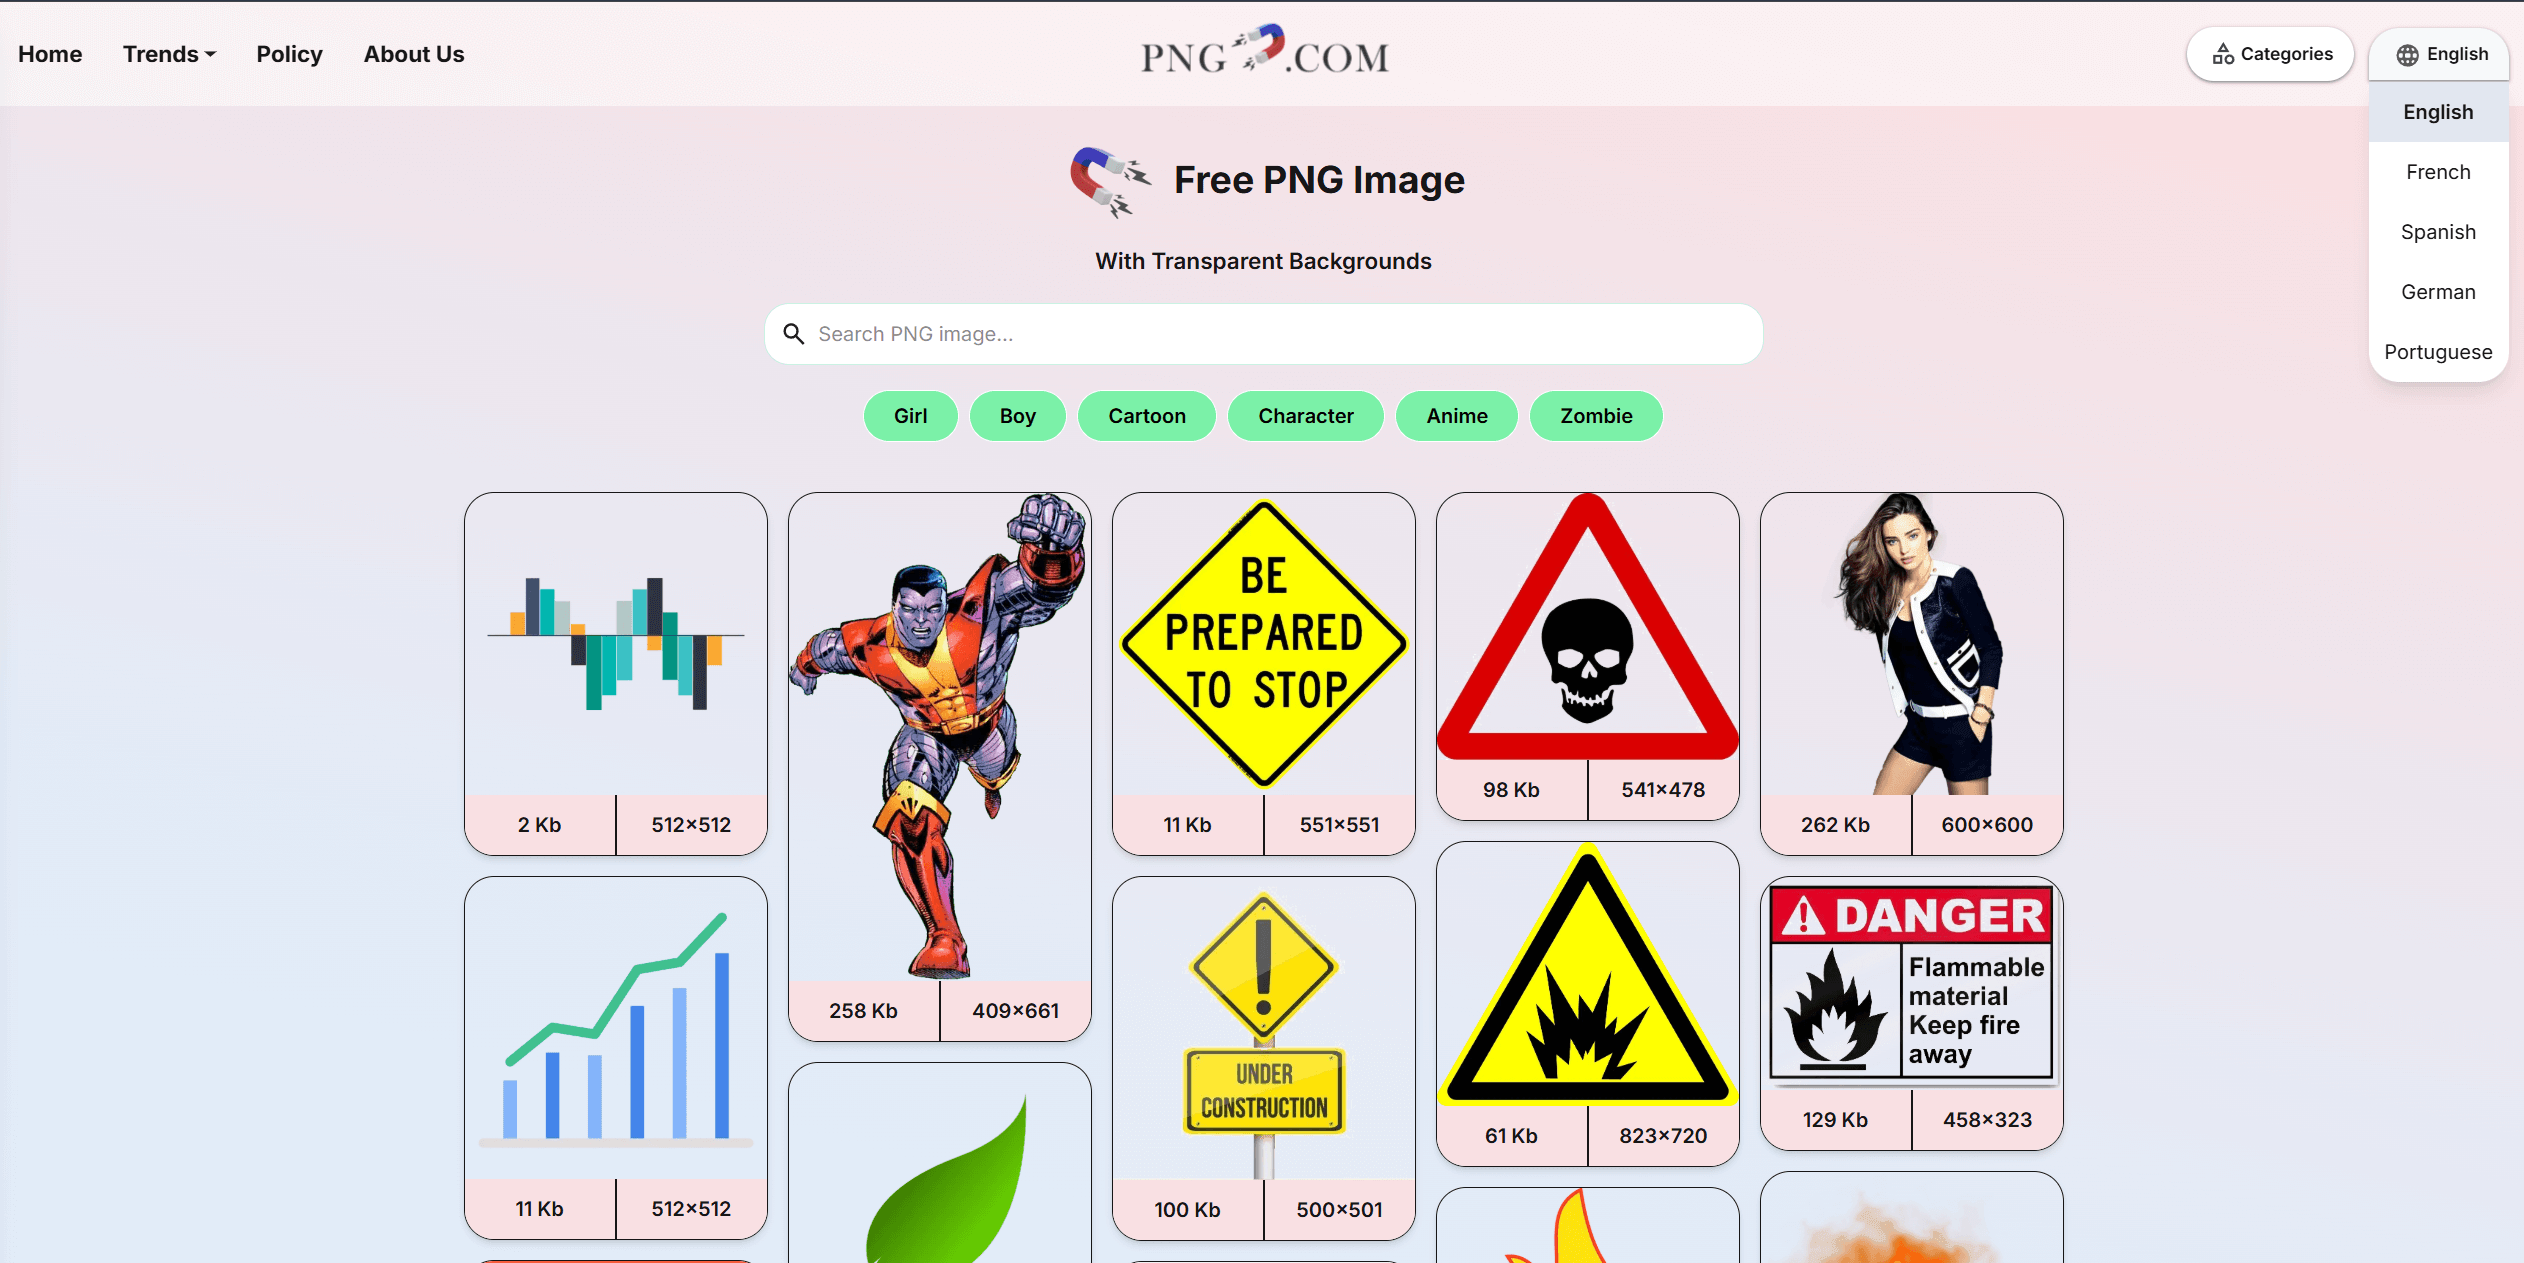 Home
Trends
Policy
About Us
PNG .COM
Categories
English
English
French
Spanish
German
Portuguese
Free PNG Image
With Transparent Backgrounds
Search PNG image...
Girl
Boy
Cartoon
Character
Anime
Zombie
2 Kb
512×512
258 Kb
409×661
BE
PREPARED
TO STOP
11 Kb
551×551
98 Kb
541×478
262 Kb
600×600
11 Kb
512×512
UNDER
CONSTRUCTION
100 Kb
500×501
61 Kb
823×720
DANGER
Flammable
material
Keep fire
away
129 Kb
458×323